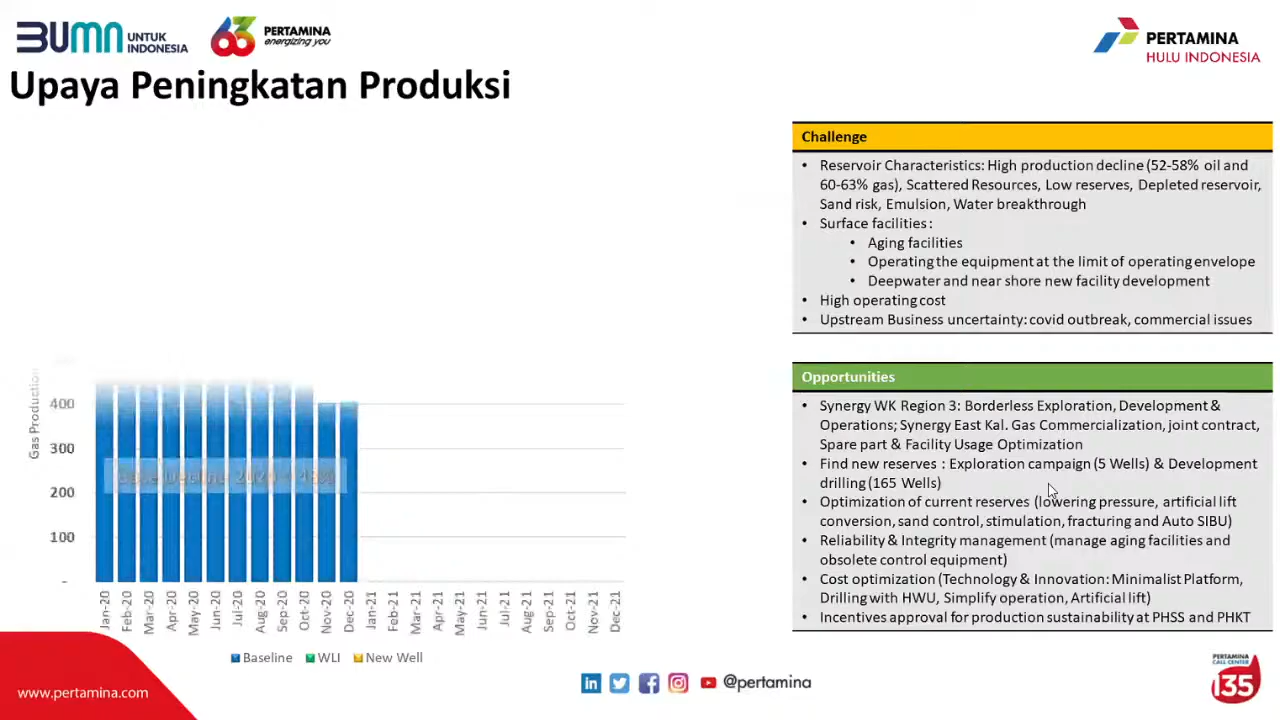 BUMN UNTUK INDONESIA
63 PERTAMINA energizing you
PERTAMINA
HULU INDONESIA
Upaya Peningkatan Produksi
Challenge
• Reservoir Characteristics: High production decline (52-58% oil and
60-63% gas), Scattered Resources, Low reserves, Depleted reservoir,
Sand risk, Emulsion, Water breakthrough
• Surface facilities :
• Aging facilities
• Operating the equipment at the limit of operating envelope
• Deepwater and near shore new facility development
• High operating cost
• Upstream Business uncertainty: covid outbreak, commercial issues
Opportunities
• Synergy WK Region 3: Borderless Exploration, Development &
Operations; Synergy East Kal. Gas Commercialization, joint contract,
Spare part & Facility Usage Optimization
• Find new reserves : Exploration campaign (5 Wells) & Development
drilling (165 Wells)
• Optimization of current reserves (lowering pressure, artificial lift
conversion, sand control, stimulation, fracturing and Auto SIBU)
• Reliability & Integrity management (manage aging facilities and
obsolete control equipment)
• Cost optimization (Technology & Innovation: Minimalist Platform,
Drilling with HWU, Simplify operation, Artificial lift)
• Incentives approval for production sustainability at PHSS and PHKT
Gas Production
400
300
200
100
-
Base Decline 2020
Jan-20 Feb-20 Mar-20 Apr-20 May-20 Jun-20 Jul-20 Aug-20 Sep-20 Oct-20 Nov-20 Dec-20 Jan-21 Feb-21 Mar-21 Apr-21 May-21 Jun-21 Jul-21 Aug-21 Sep-21 Oct-21 Nov-21 Dec-21
Baseline WLI New Well
www.pertamina.com
@pertamina
PERTAMINA
CALL CENTER
135